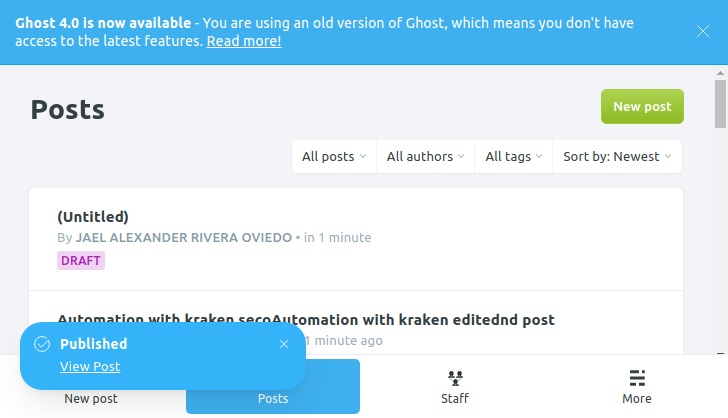 Ghost 4.0 is now available - You are using an old version of Ghost, which means you don't have
access to the latest features. Read more!
Posts
New post
All posts
All authors
All tags
Sort by: Newest
(Untitled)
By JAEL ALEXANDER RIVERA OVIEDO • in 1 minute
DRAFT
Automation with kraken secoAutomation with kraken editednd post
1 minute ago
Published
View Post
New post
Posts
Staff
More